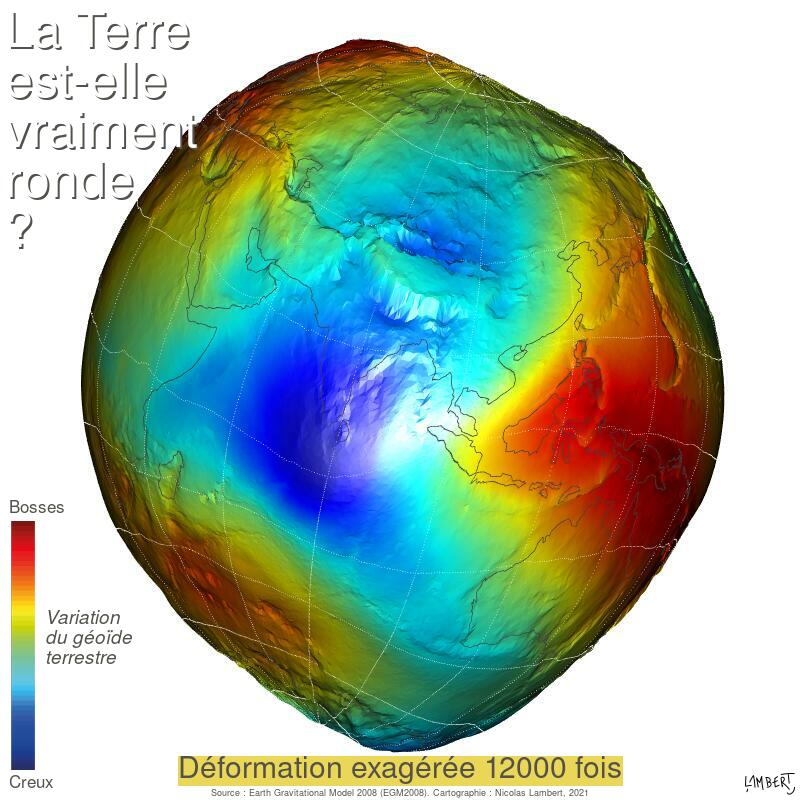 La Terre
est-elle
vraiment
ronde
?
Bosses
Variation
du géoïde
terrestre
Creux
Déformation exagérée 12000 fois
Source : Earth Gravitational Model 2008 (EGM2008). Cartographie : Nicolas Lambert, 2021
LAMBERT